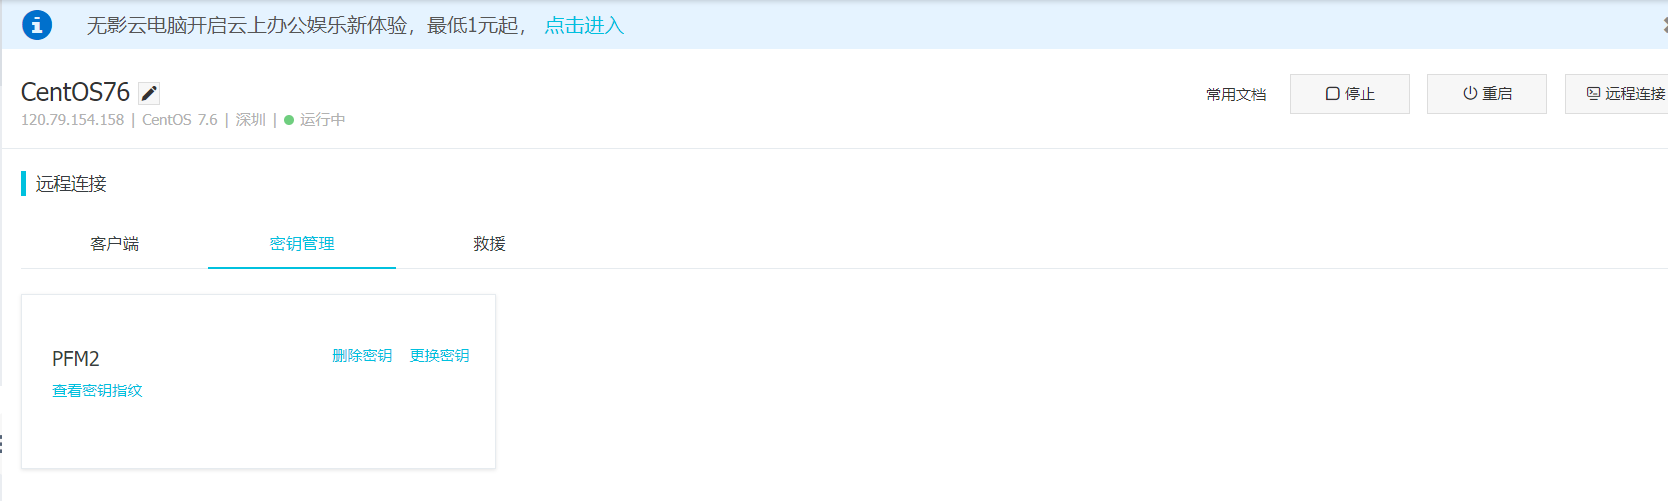 无影云电脑开启云上办公娱乐新体验，最低1元起， 点击进入
CentOS76
常用文档 停止 重启 远程连接
120.79.154.158 | CentOS 7.6 | 深圳 | 运行中
远程连接
客户端 密钥管理 救援
PFM2 删除密钥 更换密钥
查看密钥指纹